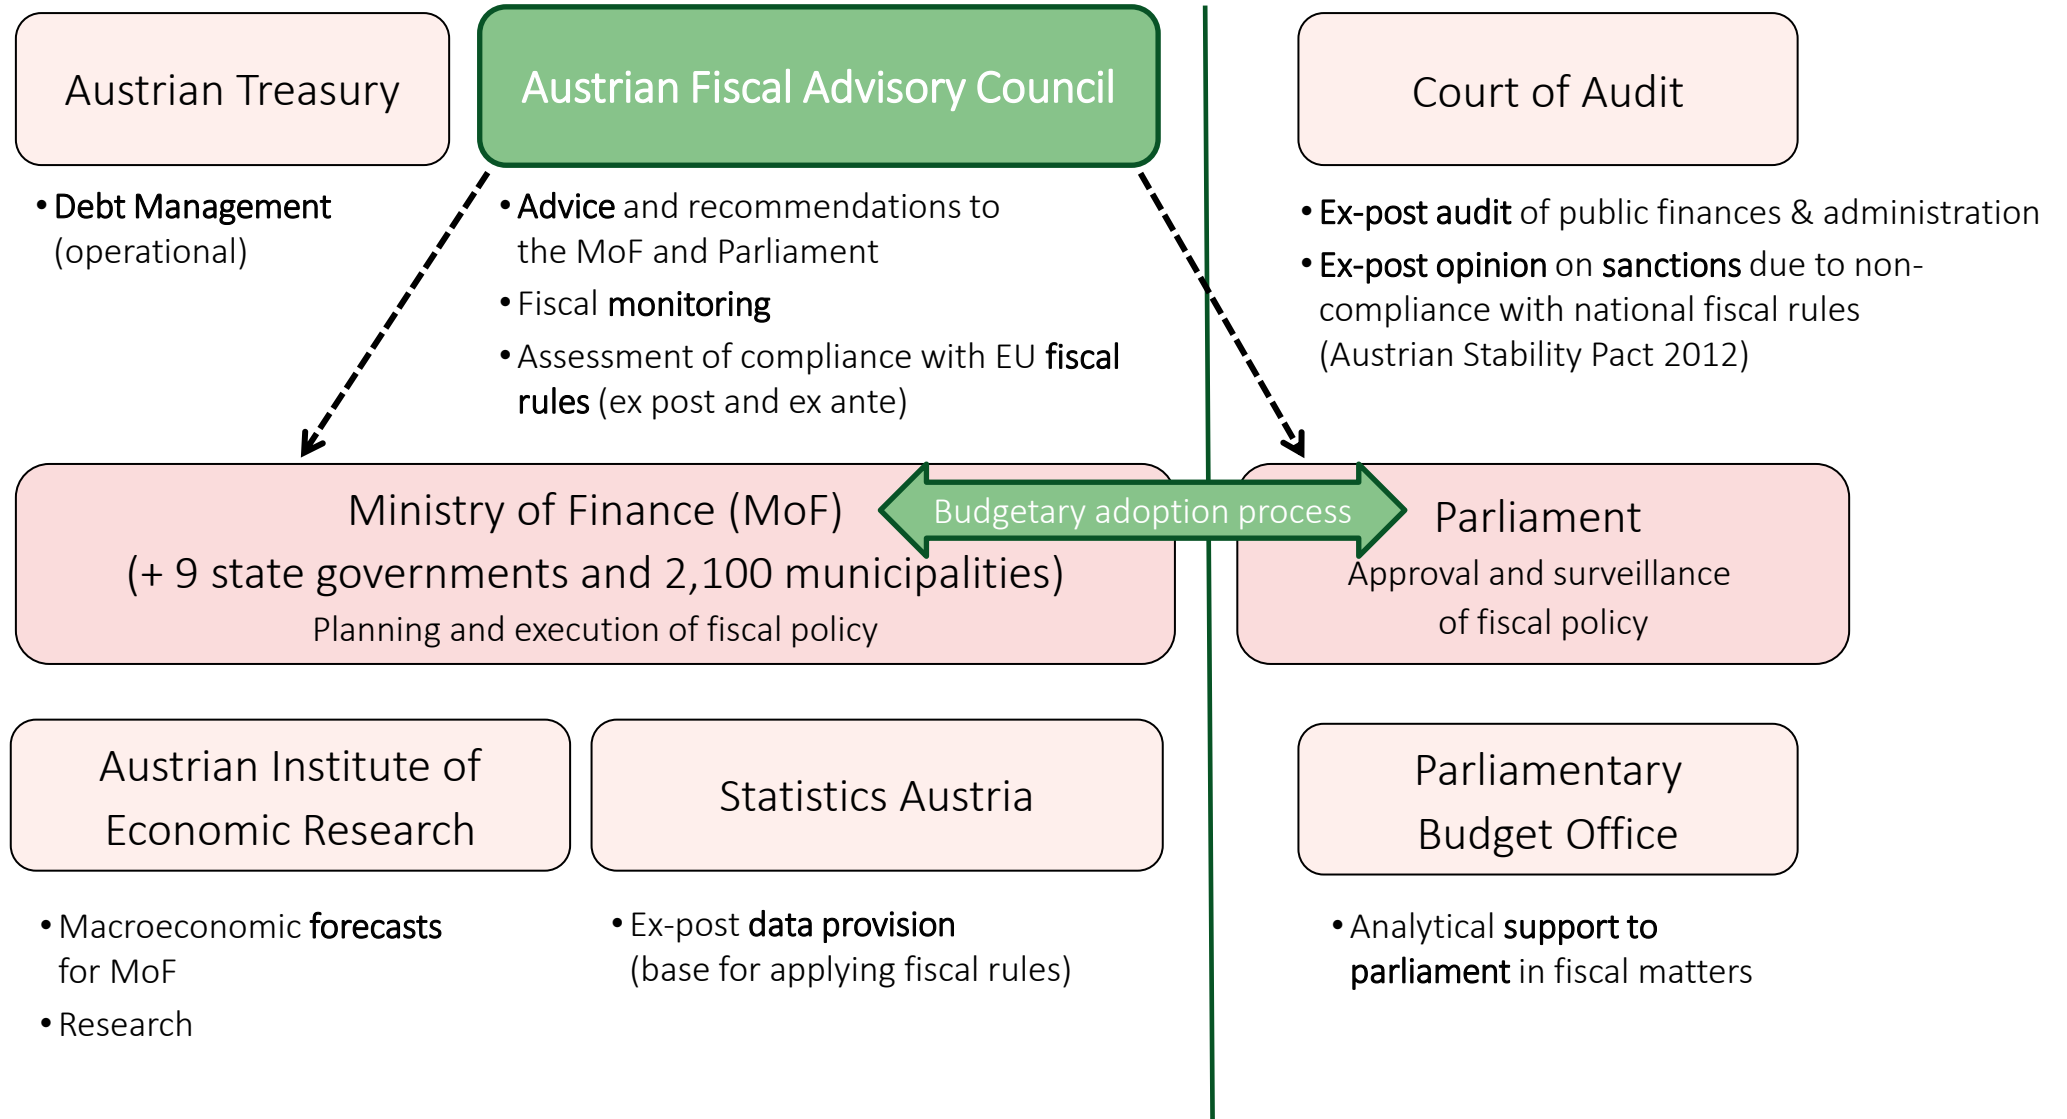 Austrian Treasury
• Debt Management
(operational)
Austrian Fiscal Advisory Council
• Advice and recommendations to
the MoF and Parliament
• Fiscal monitoring
• Assessment of compliance with EU fiscal
rules (ex post and ex ante)
Court of Audit
• Ex-post audit of public finances & administration
• Ex-post opinion on sanctions due to non-
compliance with national fiscal rules
(Austrian Stability Pact 2012)
Ministry of Finance (MoF)
(+ 9 state governments and 2,100 municipalities)
Planning and execution of fiscal policy
Budgetary adoption process
Parliament
Approval and surveillance
of fiscal policy
Austrian Institute of
Economic Research
• Macroeconomic forecasts
for MoF
• Research
Statistics Austria
• Ex-post data provision
(base for applying fiscal rules)
Parliamentary
Budget Office
• Analytical support to
parliament in fiscal matters